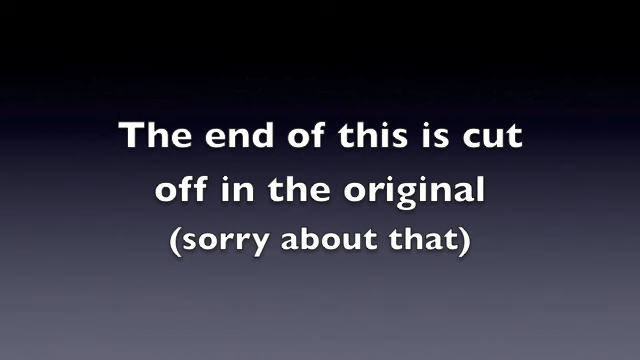 The end of this is cut
off in the original
(sorry about that)